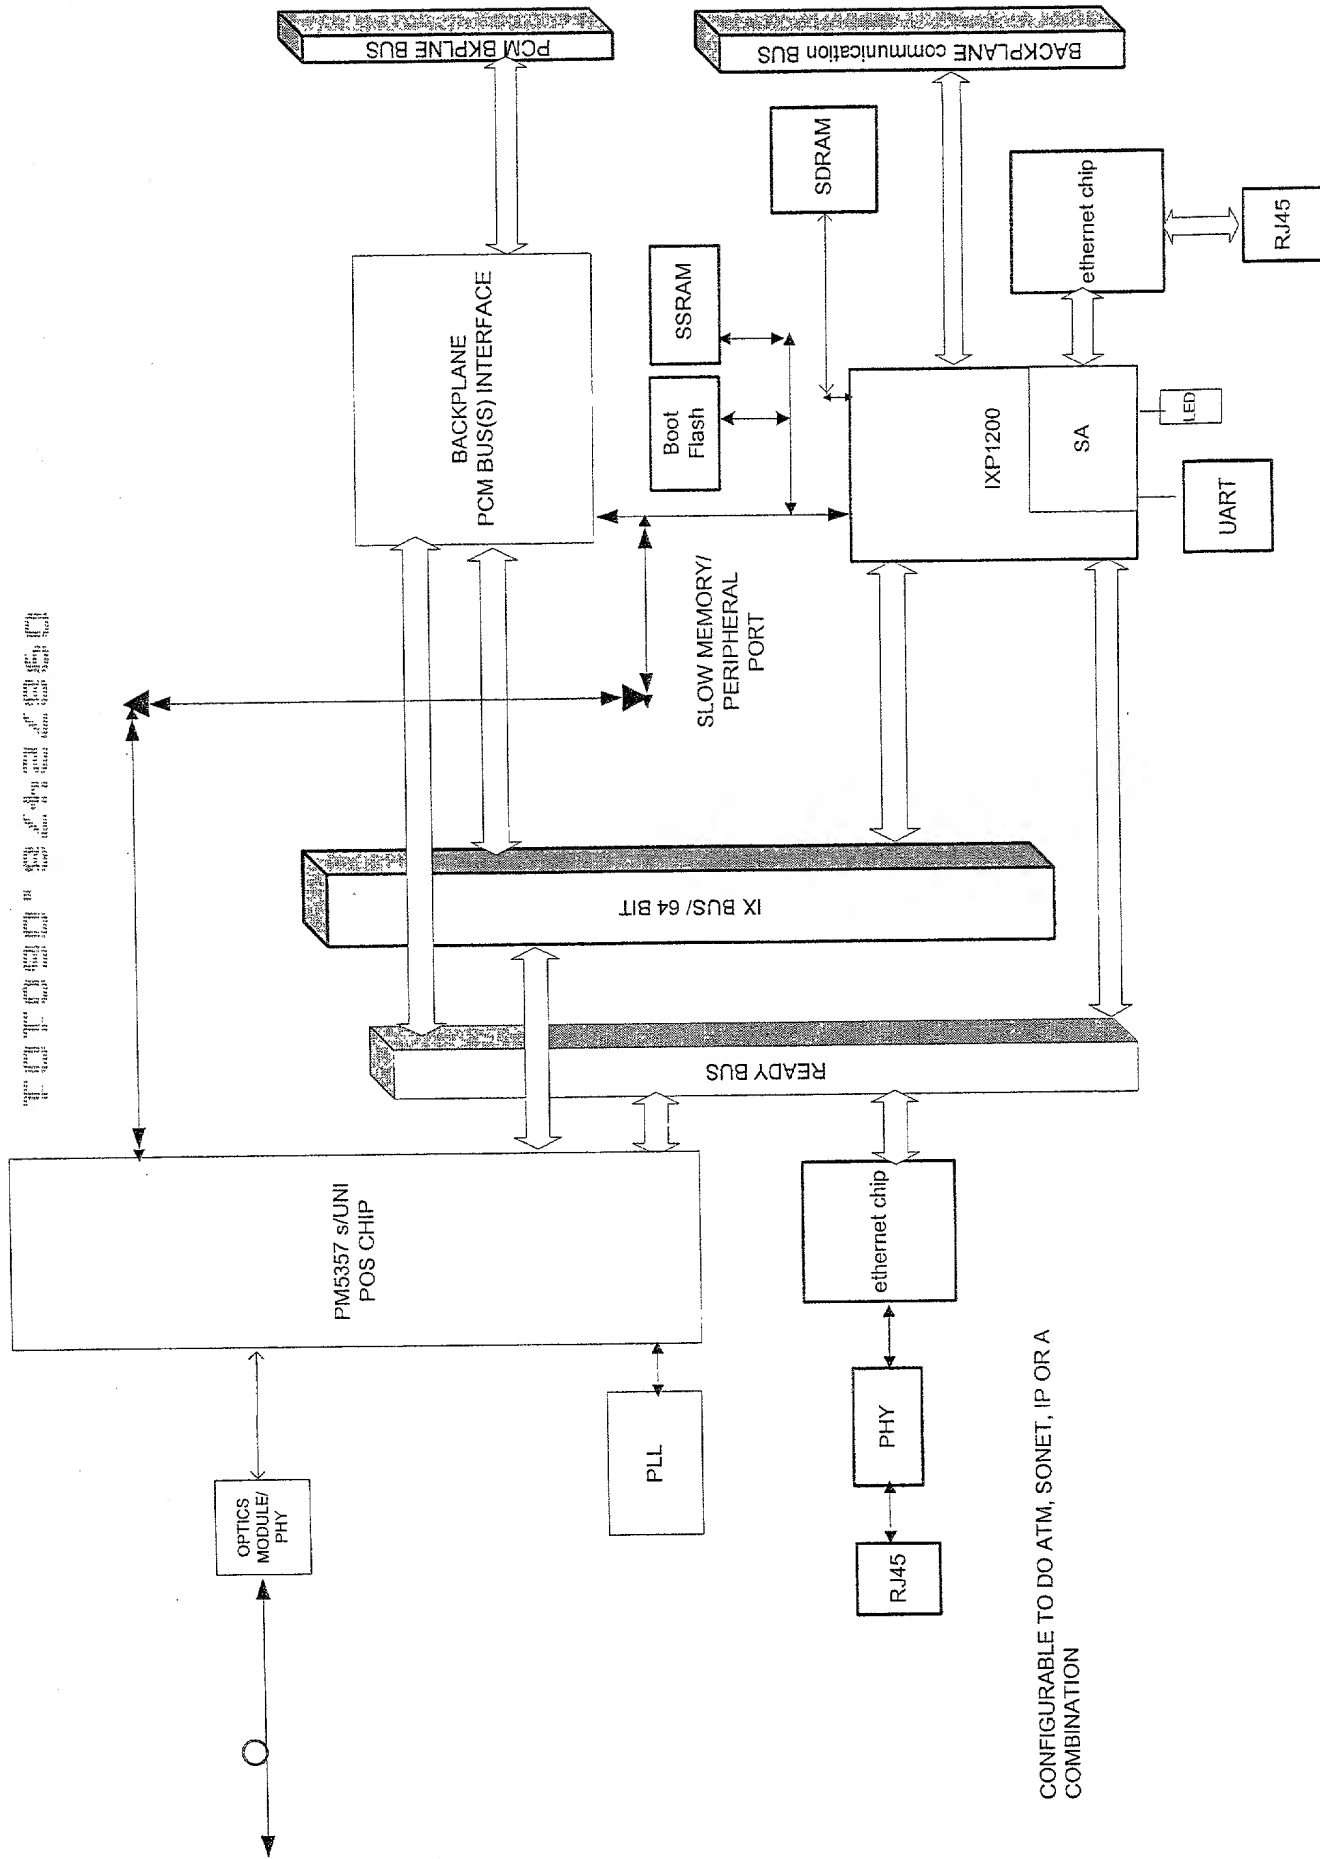 OPTICS
MODULE/
PHY
PM5357 s/UNI
POS CHIP
BACKPLANE
PCM BUS(S) INTERFACE
PCM BKPLNE BUS
PLL
READY BUS
IX BUS/ 64 BIT
SLOW MEMORY/
PERIPHERAL
PORT
Boot
Flash
SSRAM
SDRAM
BACKPLANE communication BUS
RJ45
PHY
ethernet chip
IXP1200
SA
ethernet chip
UART
LED
RJ45
CONFIGURABLE TO DO ATM, SONET, IP OR A
COMBINATION